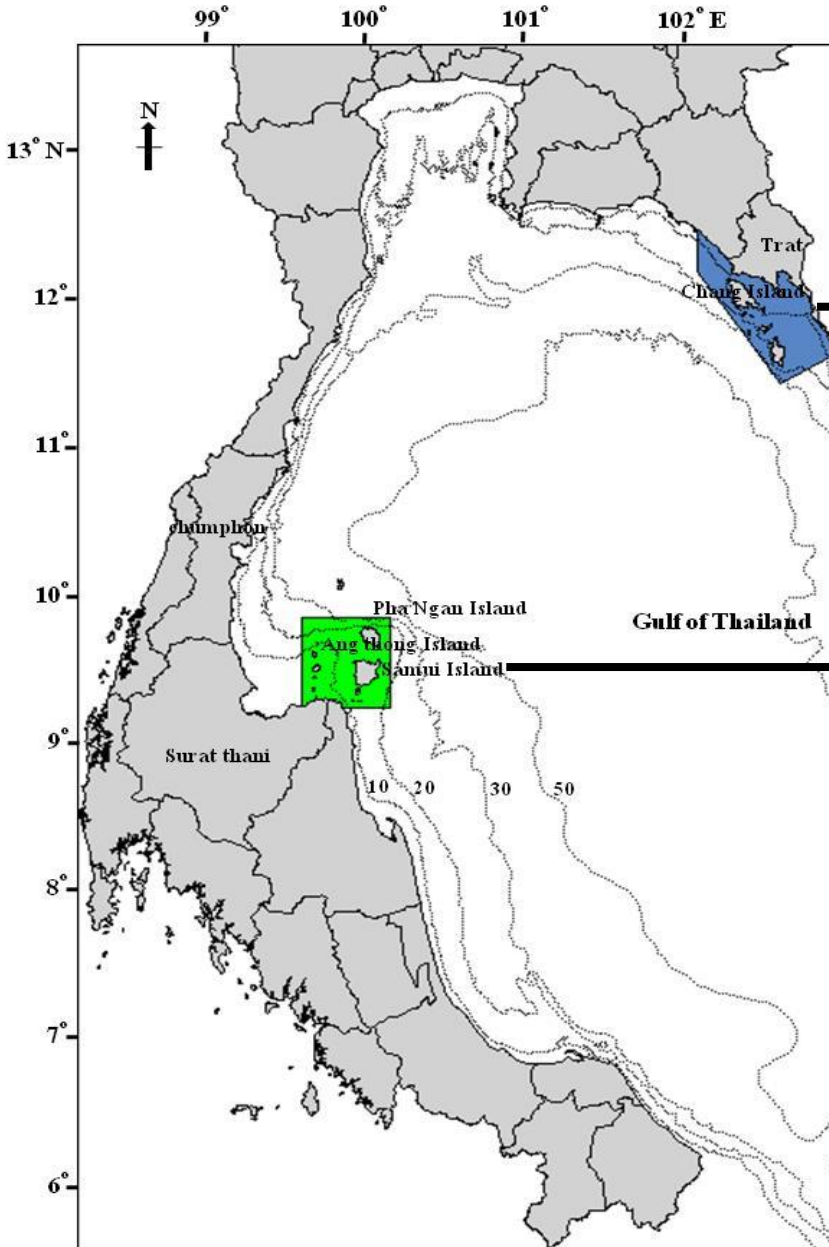 99° 100° 101° 102° E
N
13° N
Trat
Chang Island
12°
11°
chumphon
10°
Pha Ngan Island
Gulf of Thailand
Ang thong Island
Samui Island
9°
Surat thani
10 20 30 50
8°
7°
6°